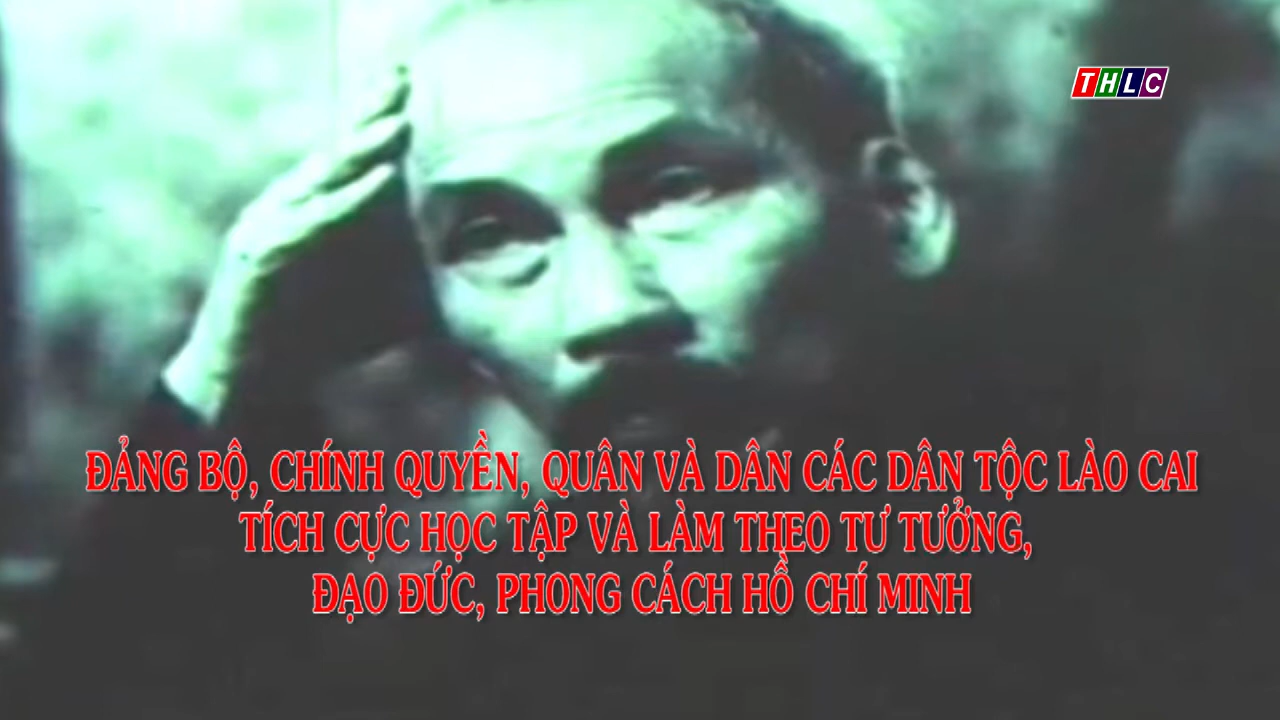 THLC
ĐẢNG BỘ, CHÍNH QUYỀN, QUÂN VÀ DÂN CÁC DÂN TỘC LÀO CAI
TÍCH CỰC HỌC TẬP VÀ LÀM THEO TƯ TƯỞNG,
ĐẠO ĐỨC, PHONG CÁCH HỒ CHÍ MINH